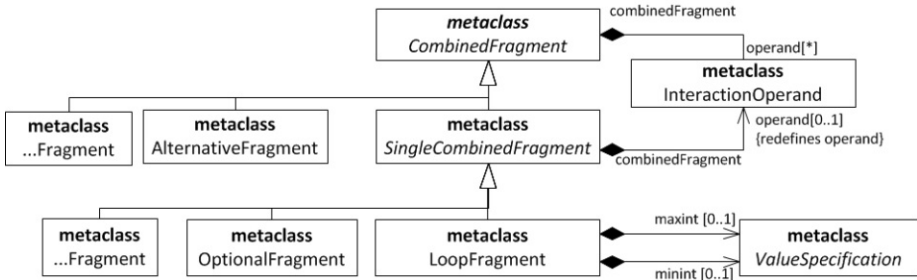 metaclass
CombinedFragment
combinedFragment
operand[*]
metaclass
InteractionOperand
metaclass
...Fragment
metaclass
AlternativeFragment
metaclass
SingleCombinedFragment
combinedFragment
operand[0..1]
{redefines operand}
metaclass
...Fragment
metaclass
OptionalFragment
metaclass
LoopFragment
maxint [0..1]
minint [0..1]
metaclass
ValueSpecification